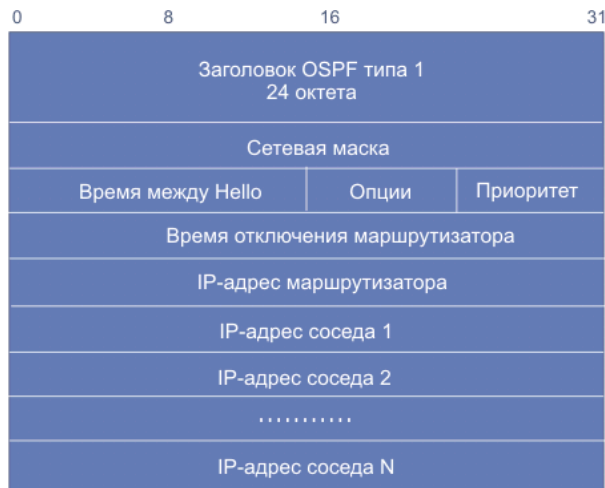 0 8 16 31
Заголовок OSPF типа 1
24 октета
Сетевая маска
Время между Hello Опции Приоритет
Время отключения маршрутизатора
IP-адрес маршрутизатора
IP-адрес соседа 1
IP-адрес соседа 2
...........
IP-адрес соседа N